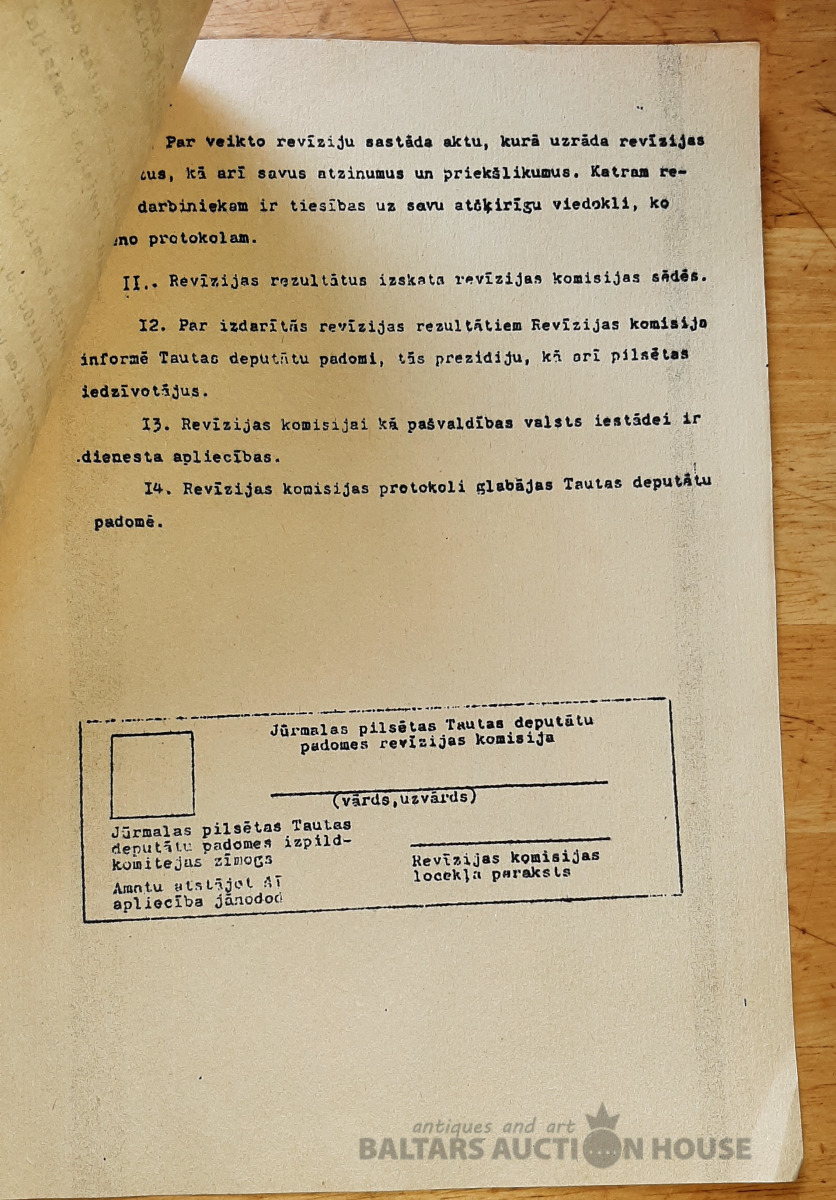 Par veikto revīziju sastāda aktu, kurā uzrāda revīzijas
tus, kā arī savus atzinumus un priekšlikumus. Katram re-
darbiniekam ir tiesības uz savu atšķirīgu viedokli, ko
no protokolam.
II.. Revīzijas rezultātus izskata revīzijas komisijas sēdēs.
I2. Par izdarītās revīzijas rezultātiem Revīzijas komisija
informē Tautas deputātu padomi, tās prezidiju, kā arī pilsētas
iedzīvotājus.
I3. Revīzijas komisijai kā pašvaldības valsts iestādei ir
dienesta apliecības.
I4. Revīzijas komisijas protokoli glabājas Tautas deputātu
padomē.
Jūrmalas pilsētas Tautas deputātu
padomes revīzijas komisija
(vārds,uzvārds)
Jūrmalas pilsētas Tautas
deputātu padomes izpild-
komitejas zīmogs
Amatu atstājot šī
apliecība jānodod
Revīzijas komisijas
locekļa paraksts
antiques and art
BALTARS AUCTION HOUSE